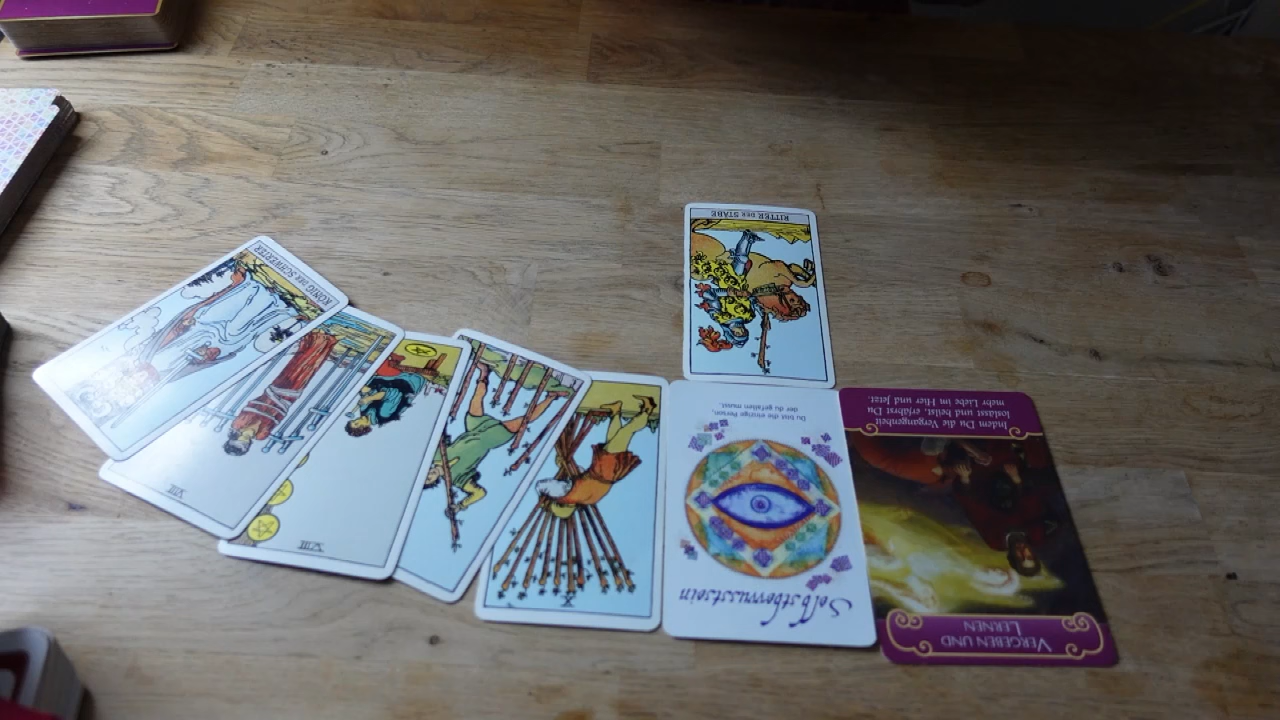 RITTER DER STÄBE
KÖNIG DER SCHWERTER
VIII
VIII
X
Du bist die einzige Person,
der du gefallen musst.
Selbstbewusstsein
VERGEBEN UND
LERNEN
Indem Du die Vergangenheit
loslässt und heilst, erfährst Du
mehr Liebe im Hier und Jetzt.